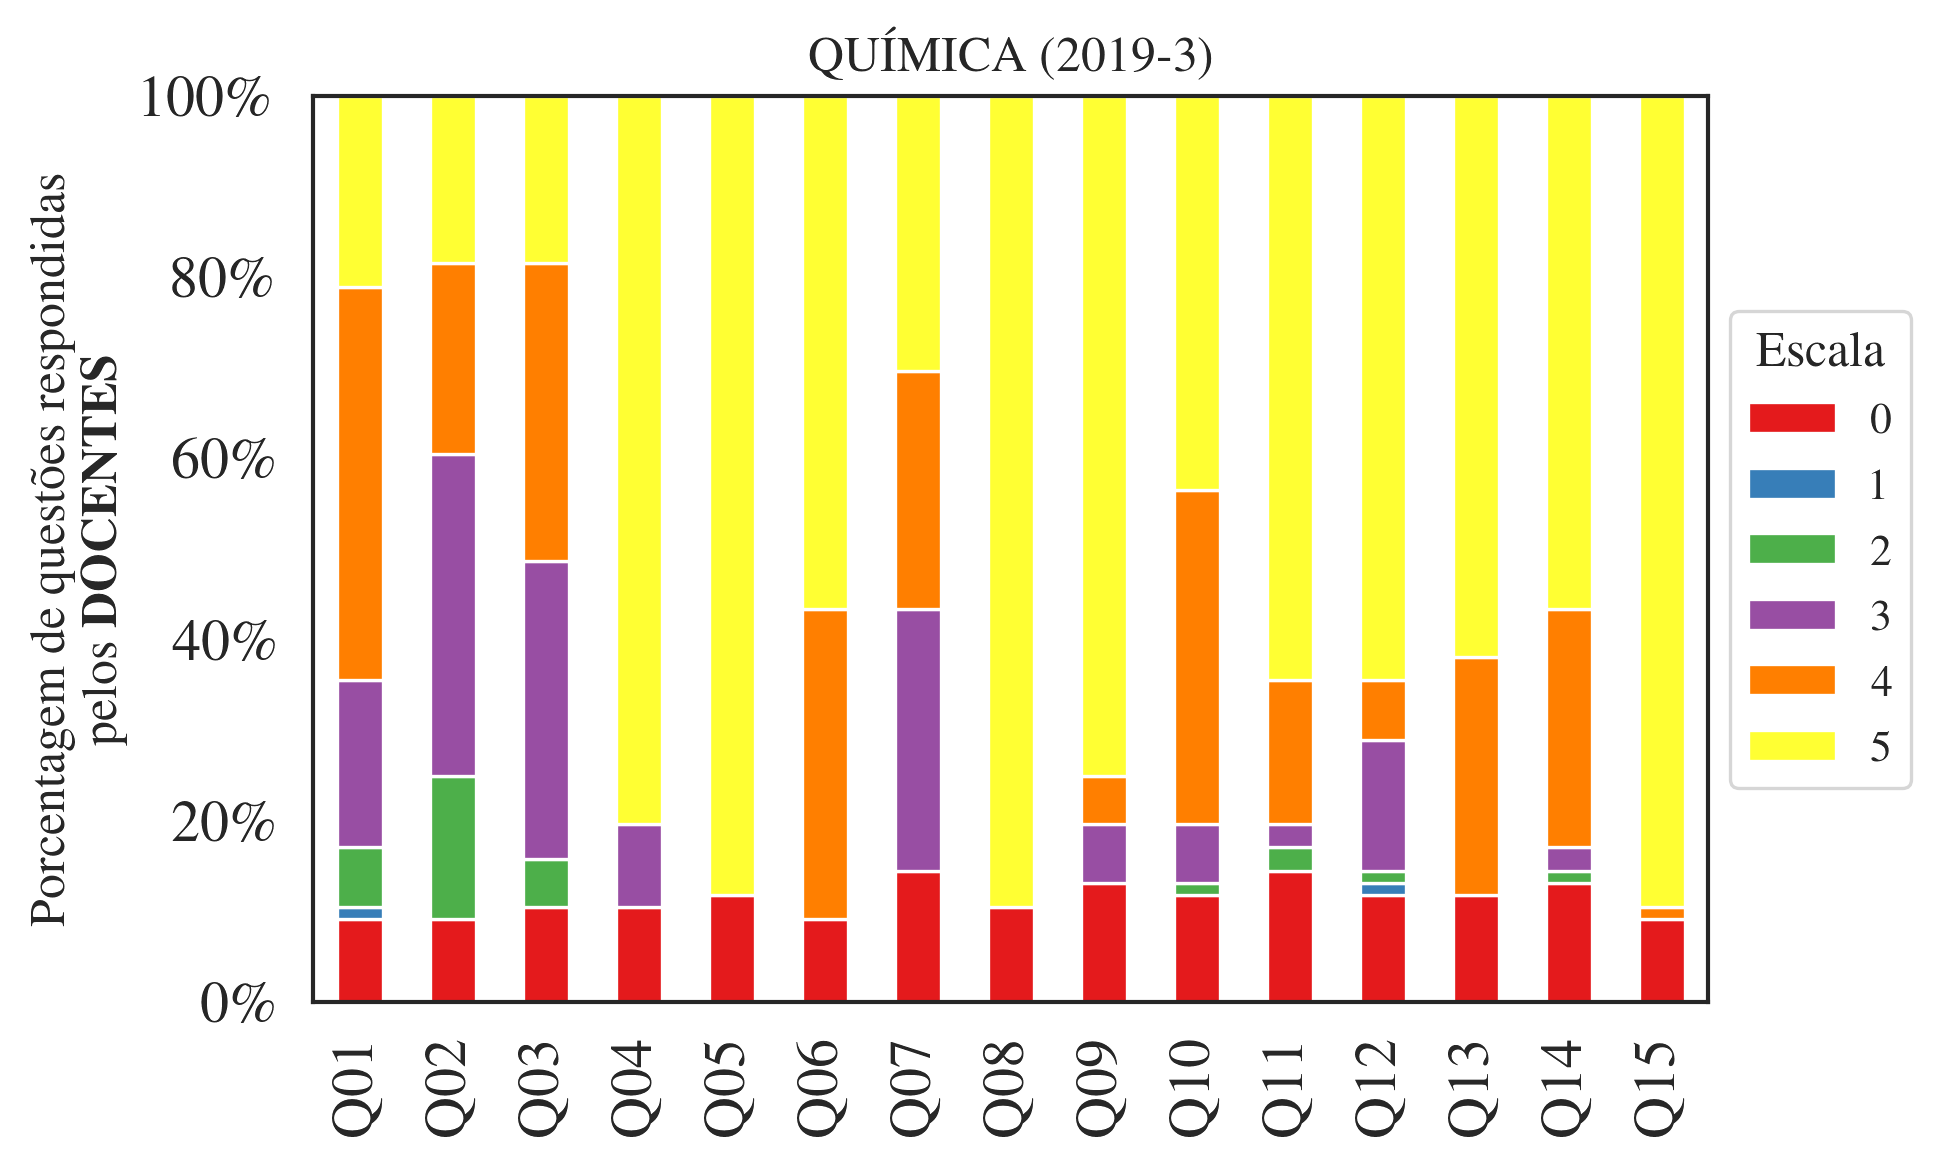 QUÍMICA (2019-3)
Porcentagem de questões respondidas
pelos DOCENTES
100%
80%
60%
40%
20%
0%
Q01
Q02
Q03
Q04
Q05
Q06
Q07
Q08
Q09
Q10
Q11
Q12
Q13
Q14
Q15
Escala
0
1
2
3
4
5